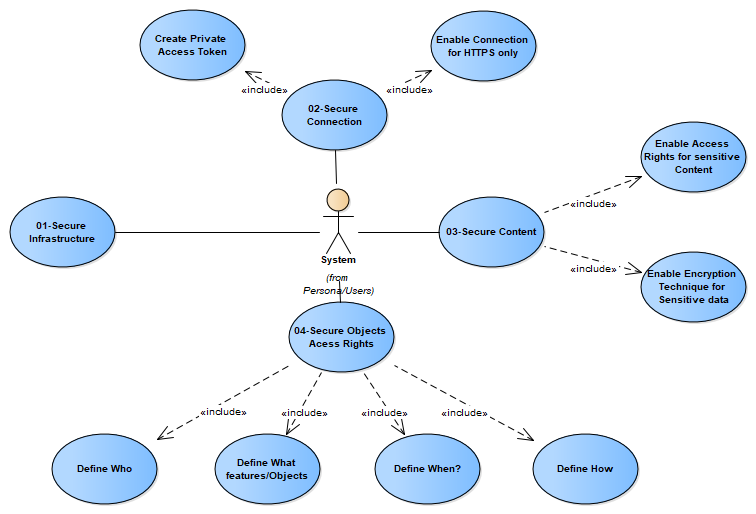 Create Private
Access Token
Enable Connection
for HTTPS only
«include»
«include»
02-Secure
Connection
Enable Access
Rights for sensitive
Content
«include»
01-Secure
Infrastructure
03-Secure Content
System
(from
Persona/Users)
«include»
Enable Encryption
Technique for
Sensitive data
04-Secure Objects
Acess Rights
«include»
«include»
«include»
«include»
Define Who
Define What
features/Objects
Define When?
Define How